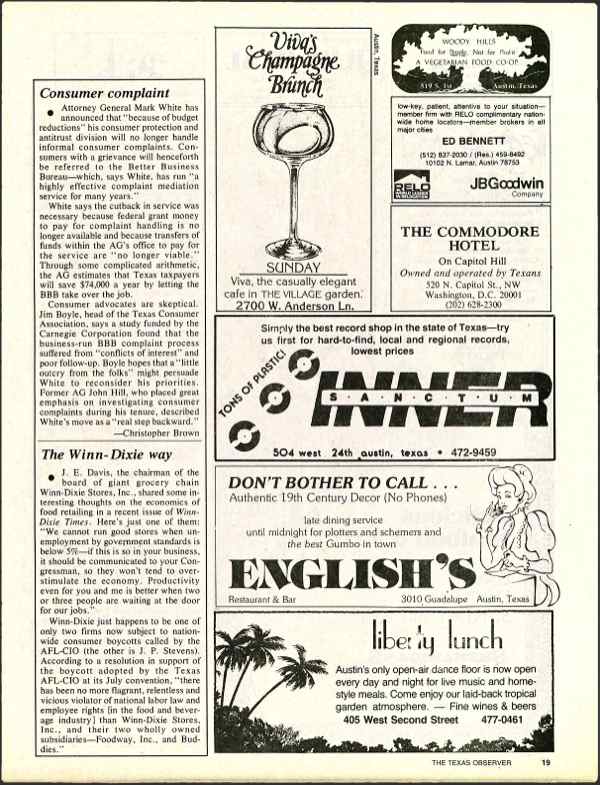 Consumer complaint
• Attorney General Mark White has
announced that "because of budget
reductions" his consumer protection and
antitrust division will no longer handle
informal consumer complaints. Con-
sumers with a grievance will henceforth
be referred to the Better Business
Bureau—which, says White, has run "a
highly effective complaint mediation
service for many years."
White says the cutback in service was
necessary because federal grant money
to pay for complaint handling is no
longer available and because transfers of
funds within the AG's office to pay for
the service are "no longer viable."
Through some complicated arithmetic,
the AG estimates that Texas taxpayers
will save $74,000 a year by letting the
BBB take over the job.
Consumer advocates are skeptical.
Jim Boyle, head of the Texas Consumer
Association, says a study funded by the
Carnegie Corporation found that the
business-run BBB complaint process
suffered from "conflicts of interest" and
poor follow-up. Boyle hopes that a "little
outcry from the folks" might persuade
White to reconsider his priorities.
Former AG John Hill, who placed great
emphasis on investigating consumer
complaints during his tenure, described
White's move as a "real step backward."
—Christopher Brown
The Winn-Dixie way
• J. E. Davis, the chairman of the
board of giant grocery chain
Winn-Dixie Stores, Inc., shared some in-
teresting thoughts on the economics of
food retailing in a recent issue of Winn-
Dixie Times. Here's just one of them:
"We cannot run good stores when un-
employment by government standards is
below 5%—if this is so in your business,
it should be communicated to your Con-
gressman, so they won't tend to over-
stimulate the economy. Productivity
even for you and me is better when two
or three people are waiting at the door
for our jobs."
Winn-Dixie just happens to be one of
only two firms now subject to nation-
wide consumer boycotts called by the
AFL-CIO (the other is J. P. Stevens).
According to a resolution in support of
the boycott adopted by the Texas
AFL-CIO at its July convention, "there
has been no more flagrant, relentless and
vicious violator of national labor law and
employee rights [in the food and bever-
age industry] than Winn-Dixie Stores,
Inc., and their two wholly owned
subsidiaries—Foodway, Inc., and Bud-
dies."
Viva's
Champagne
Brunch
Austin, Texas
SUNDAY
Viva, the casually elegant
cafe in THE VILLAGE garden.
2700 W. Anderson Ln.
WOODY HILLS
Food for People, Not for Profit
A VEGETARIAN FOOD CO-OP
519 S. 1st
Austin, Texas
low-key, patient, attentive to your situation—
member firm with RELO complimentary nation-
wide home locators—member brokers in all
major cities
ED BENNETT
(512) 837-2030 / (Res.) 459-8492
10102 N. Lamar, Austin 78753
RELO
JBGoodwin
Company
THE COMMODORE
HOTEL
On Capitol Hill
Owned and operated by Texans
520 N. Capitol St., NW
Washington, D.C. 20001
(202) 628-2300
Simply the best record shop in the state of Texas—try
us first for hard-to-find, local and regional records,
lowest prices
TONS OF PLASTIC!
INNER
S·A·N·C·T·U·M
504 west 24th austin, texas • 472-9459
DON'T BOTHER TO CALL . . .
Authentic 19th Century Decor (No Phones)
late dining service
until midnight for plotters and schemers and
the best Gumbo in town
ENGLISH'S
Restaurant & Bar
3010 Guadalupe Austin, Texas
liberty lunch
Austin's only open-air dance floor is now open
every day and night for live music and home-
style meals. Come enjoy our laid-back tropical
garden atmosphere. — Fine wines & beers
405 West Second Street 477-0461
THE TEXAS OBSERVER 19